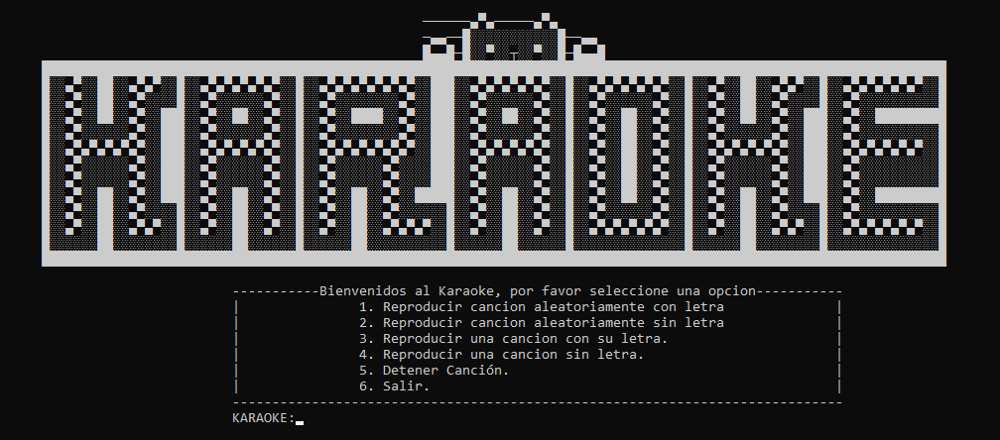 KARAOKE
-----------Bienvenidos al Karaoke, por favor seleccione una opcion-----------
| 1. Reproducir cancion aleatoriamente con letra |
| 2. Reproducir cancion aleatoriamente sin letra |
| 3. Reproducir una cancion con su letra. |
| 4. Reproducir una cancion sin letra. |
| 5. Detener Canción. |
| 6. Salir. |
-----------------------------------------------------------------------------
KARAOKE:_